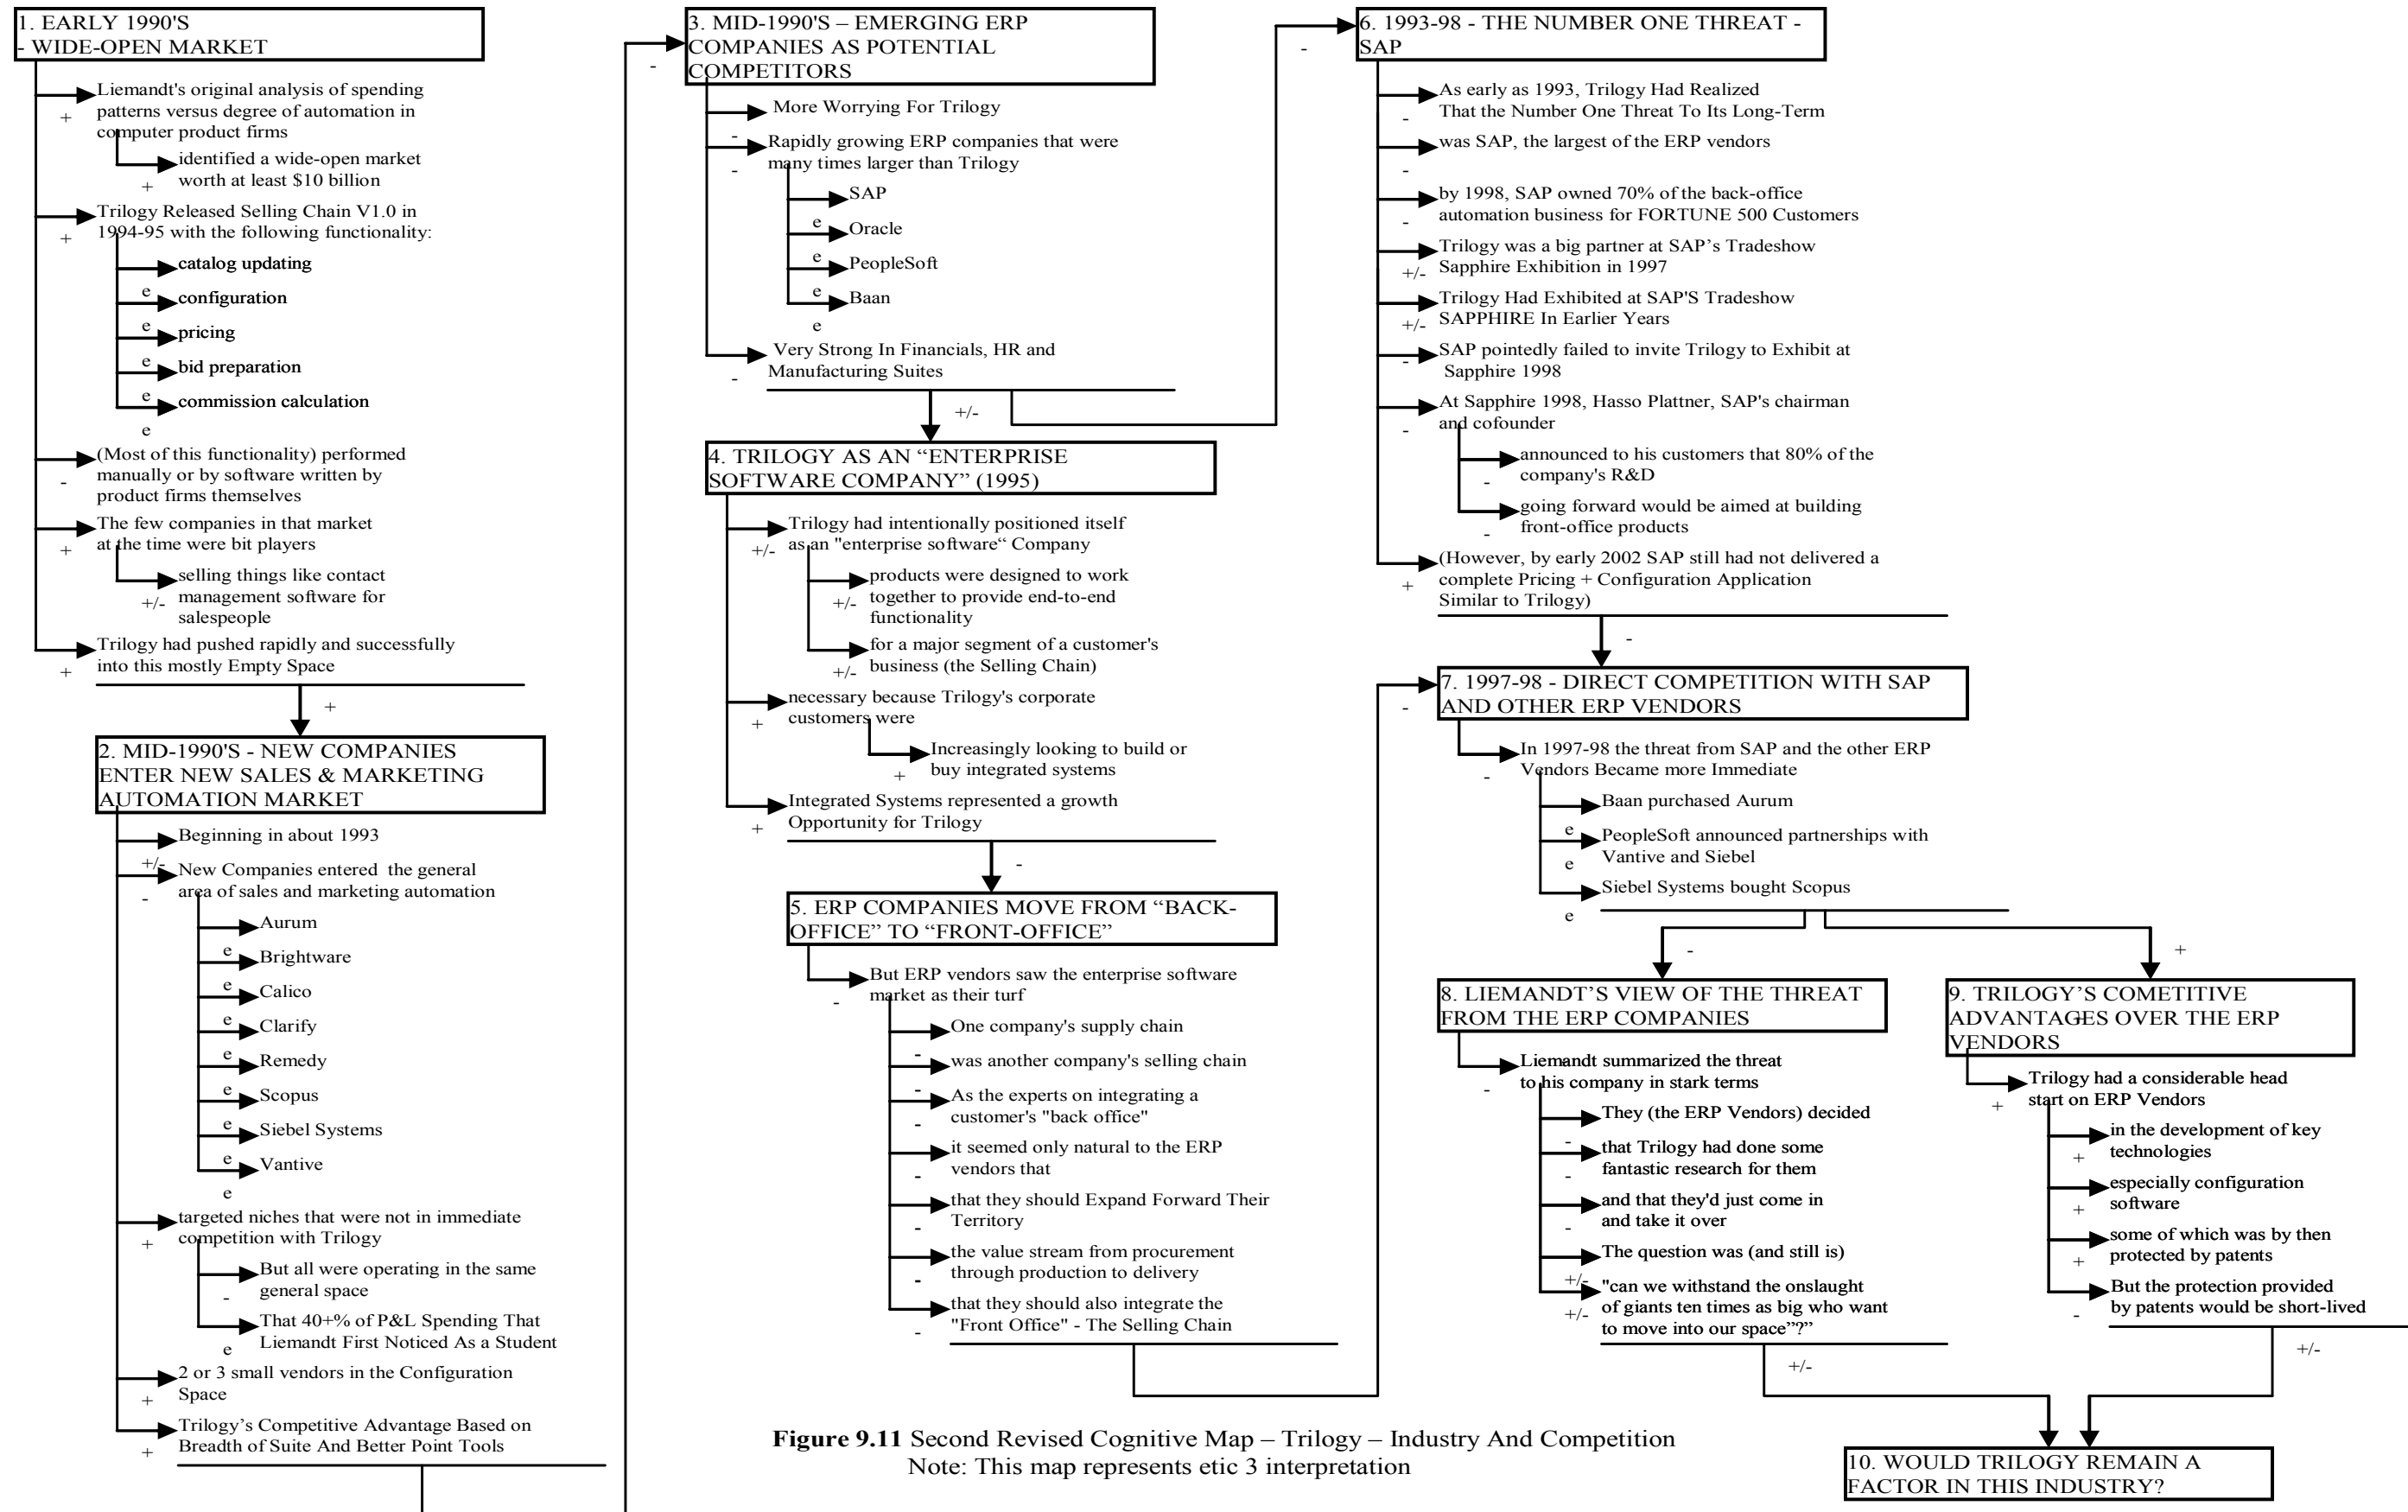 1. EARLY 1990'S
- WIDE-OPEN MARKET
Liemandt's original analysis of spending
patterns versus degree of automation in
computer product firms
+
identified a wide-open market
worth at least $10 billion
+
Trilogy Released Selling Chain V1.0 in
1994-95 with the following functionality:
+
catalog updating
e
configuration
e
pricing
e
bid preparation
e
commission calculation
e
(Most of this functionality) performed
manually or by software written by
product firms themselves
-
The few companies in that market
at the time were bit players
+
selling things like contact
management software for
salespeople
+/-
Trilogy had pushed rapidly and successfully
into this mostly Empty Space
+
+
2. MID-1990'S - NEW COMPANIES
ENTER NEW SALES & MARKETING
AUTOMATION MARKET
Beginning in about 1993
+/-
New Companies entered the general
area of sales and marketing automation
-
Aurum
e
Brightware
e
Calico
e
Clarify
e
Remedy
e
Scopus
e
Siebel Systems
e
Vantive
e
targeted niches that were not in immediate
competition with Trilogy
+
But all were operating in the same
general space
-
That 40+% of P&L Spending That
Liemandt First Noticed As a Student
e
2 or 3 small vendors in the Configuration
Space
+
Trilogy's Competitive Advantage Based on
Breadth of Suite And Better Point Tools
+
-
3. MID-1990'S – EMERGING ERP
COMPANIES AS POTENTIAL
COMPETITORS
More Worrying For Trilogy
-
Rapidly growing ERP companies that were
many times larger than Trilogy
-
SAP
e
Oracle
e
PeopleSoft
e
Baan
e
Very Strong In Financials, HR and
Manufacturing Suites
-
+/-
4. TRILOGY AS AN “ENTERPRISE
SOFTWARE COMPANY” (1995)
Trilogy had intentionally positioned itself
as an "enterprise software“ Company
+/-
products were designed to work
together to provide end-to-end
functionality
+/-
for a major segment of a customer's
business (the Selling Chain)
+/-
necessary because Trilogy's corporate
customers were
+
Increasingly looking to build or
buy integrated systems
+
Integrated Systems represented a growth
Opportunity for Trilogy
+
-
5. ERP COMPANIES MOVE FROM “BACK-
OFFICE” TO “FRONT-OFFICE”
But ERP vendors saw the enterprise software
market as their turf
-
One company's supply chain
-
was another company's selling chain
-
As the experts on integrating a
customer's "back office"
-
it seemed only natural to the ERP
vendors that
-
that they should Expand Forward Their
Territory
-
the value stream from procurement
through production to delivery
-
that they should also integrate the
"Front Office" - The Selling Chain
-
-
6. 1993-98 - THE NUMBER ONE THREAT -
SAP
As early as 1993, Trilogy Had Realized
That the Number One Threat To Its Long-Term
-
was SAP, the largest of the ERP vendors
-
by 1998, SAP owned 70% of the back-office
automation business for FORTUNE 500 Customers
-
Trilogy was a big partner at SAP’s Tradeshow
Sapphire Exhibition in 1997
+/-
Trilogy Had Exhibited at SAP'S Tradeshow
SAPPHIRE In Earlier Years
+/-
SAP pointedly failed to invite Trilogy to Exhibit at
Sapphire 1998
-
At Sapphire 1998, Hasso Plattner, SAP's chairman
and cofounder
-
announced to his customers that 80% of the
company's R&D
-
going forward would be aimed at building
front-office products
-
(However, by early 2002 SAP still had not delivered a
complete Pricing + Configuration Application
Similar to Trilogy)
+
-
7. 1997-98 - DIRECT COMPETITION WITH SAP
AND OTHER ERP VENDORS
-
In 1997-98 the threat from SAP and the other ERP
Vendors Became more Immediate
-
Baan purchased Aurum
e
PeopleSoft announced partnerships with
Vantive and Siebel
e
Siebel Systems bought Scopus
e
-
+
8. LIEMANDT’S VIEW OF THE THREAT
FROM THE ERP COMPANIES
Liemandt summarized the threat
to his company in stark terms
-
They (the ERP Vendors) decided
-
that Trilogy had done some
fantastic research for them
-
and that they'd just come in
and take it over
-
The question was (and still is)
+/-
"can we withstand the onslaught
of giants ten times as big who want
to move into our space”?”
+/-
+/-
9. TRILOGY’S COMETITIVE
ADVANTAGES OVER THE ERP
VENDORS
Trilogy had a considerable head
start on ERP Vendors
+
in the development of key
technologies
+
especially configuration
software
+
some of which was by then
protected by patents
+
But the protection provided
by patents would be short-lived
-
+/-
10. WOULD TRILOGY REMAIN A
FACTOR IN THIS INDUSTRY?
Figure 9.11 Second Revised Cognitive Map – Trilogy – Industry And Competition
Note: This map represents etic 3 interpretation